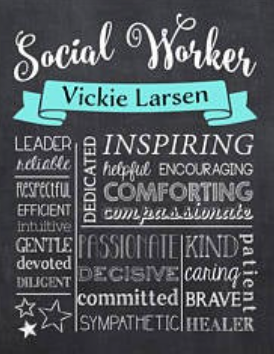 Social Worker
Vickie Larsen
LEADER
reliable
RESPECTFUL
EFFICIENT
intuitive
GENTLE
devoted
DILIGENT
DEDICATED
INSPIRING
helpful ENCOURAGING
COMFORTING
compassionate
PASSIONATE
DECISIVE
committed
SYMPATHETIC
KIND
caring
BRAVE
HEALER
patient